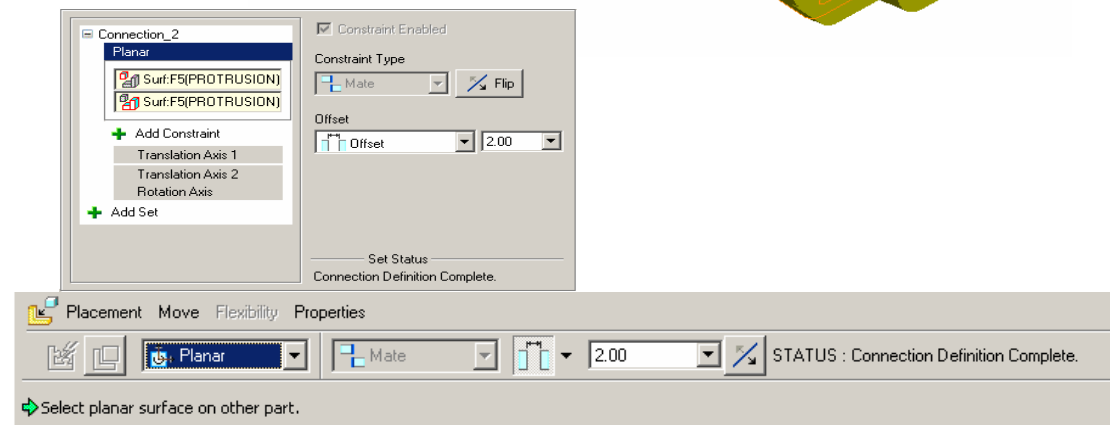 Connection_2
Planar
Surf:F5(PROTRUSION)
Surf:F5(PROTRUSION)
Add Constraint
Translation Axis 1
Translation Axis 2
Rotation Axis
Add Set
Constraint Enabled
Constraint Type
Mate
Flip
Offset
Offset 2.00
Set Status
Connection Definition Complete.
Placement Move Flexibility Properties
Planar Mate 2.00 STATUS : Connection Definition Complete.
Select planar surface on other part.